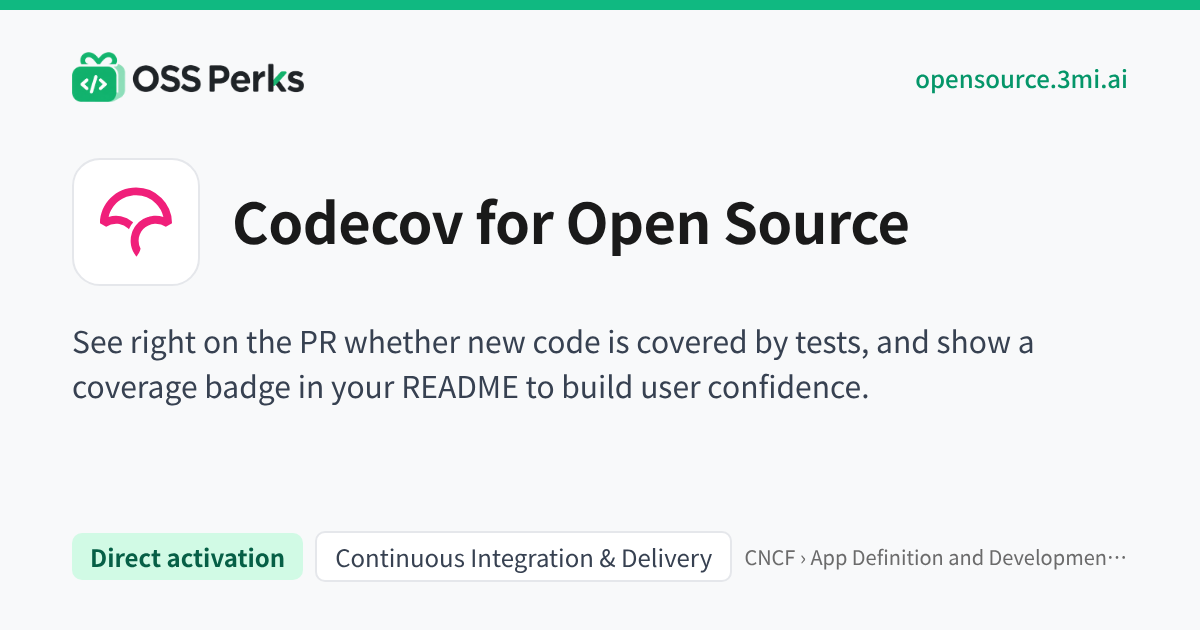 OSS Perks
opensource.3mi.ai
Codecov for Open Source
See right on the PR whether new code is covered by tests, and show a
coverage badge in your README to build user confidence.
Direct activation
Continuous Integration & Delivery
CNCF › App Definition and Developmen···